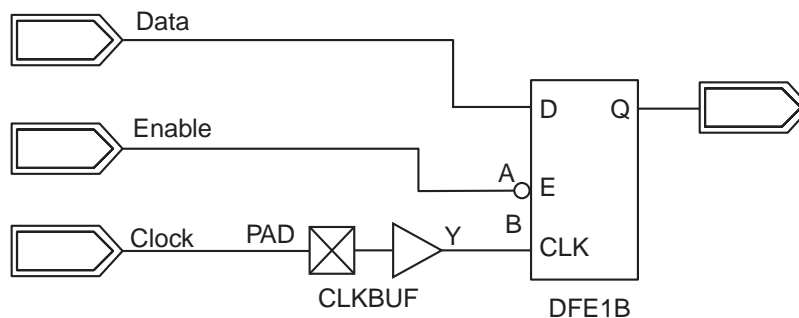 Data
D Q
Enable
A
E
B
Clock PAD Y
CLK
CLKBUF
DFE1B